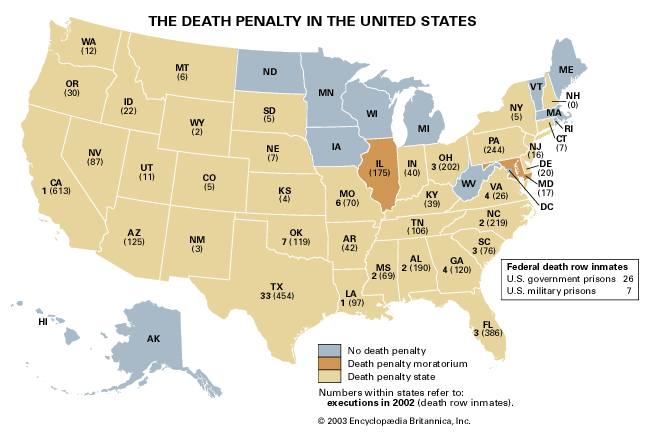 THE DEATH PENALTY IN THE UNITED STATES
WA
(12)
OR
(30)
ID
(22)
MT
(6)
ND
SD
(5)
WY
(2)
NE
(7)
NV
(87)
UT
(11)
CO
(5)
KS
(4)
CA
1 (613)
AZ
(125)
NM
(3)
OK
7 (119)
TX
33 (454)
MN
IA
WI
MI
IL
(175)
IN
(40)
OH
3 (202)
MO
6 (70)
KY
(39)
WV
VA
4 (26)
TN
(106)
NC
2 (219)
AR
(42)
SC
3 (76)
MS
2 (69)
AL
2 (190)
GA
4 (120)
LA
1 (97)
FL
3 (386)
PA
(244)
NY
(5)
VT
ME
NH
(0)
MA
RI
CT
(7)
NJ
(16)
DE
(20)
MD
(17)
DC
HI
AK
Federal death row inmates
U.S. government prisons 26
U.S. military prisons 7
No death penalty
Death penalty moratorium
Death penalty state
Numbers within states refer to:
executions in 2002 (death row inmates).
© 2003 Encyclopædia Britannica, Inc.